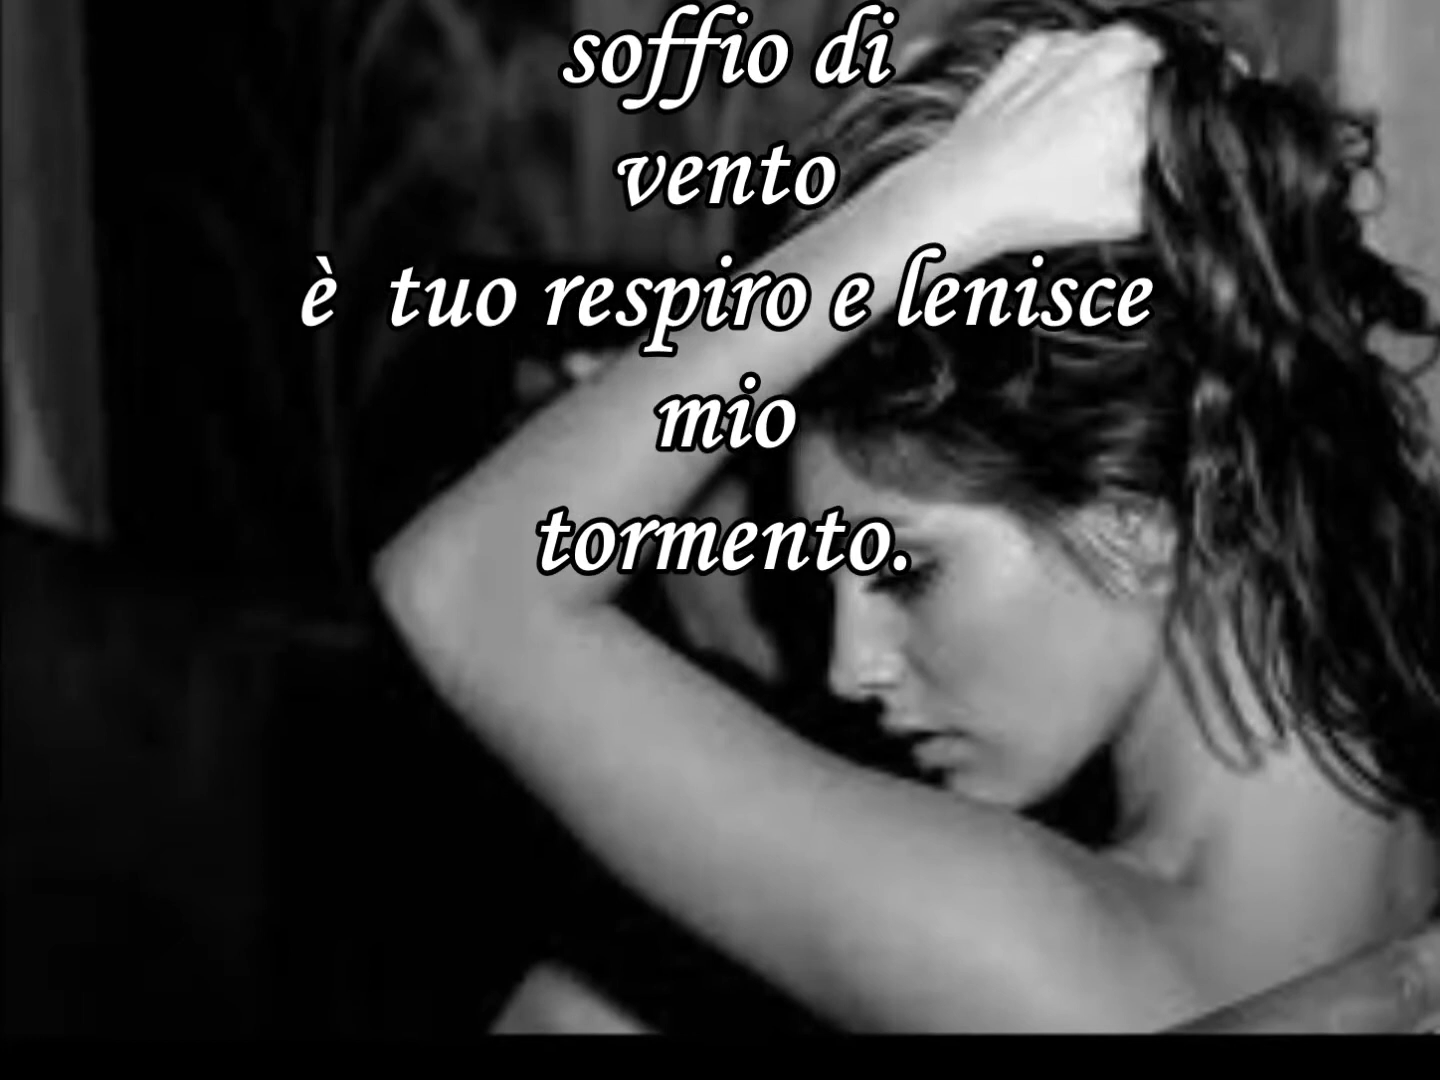 soffio di
vento
è tuo respiro e lenisce
mio
tormento.